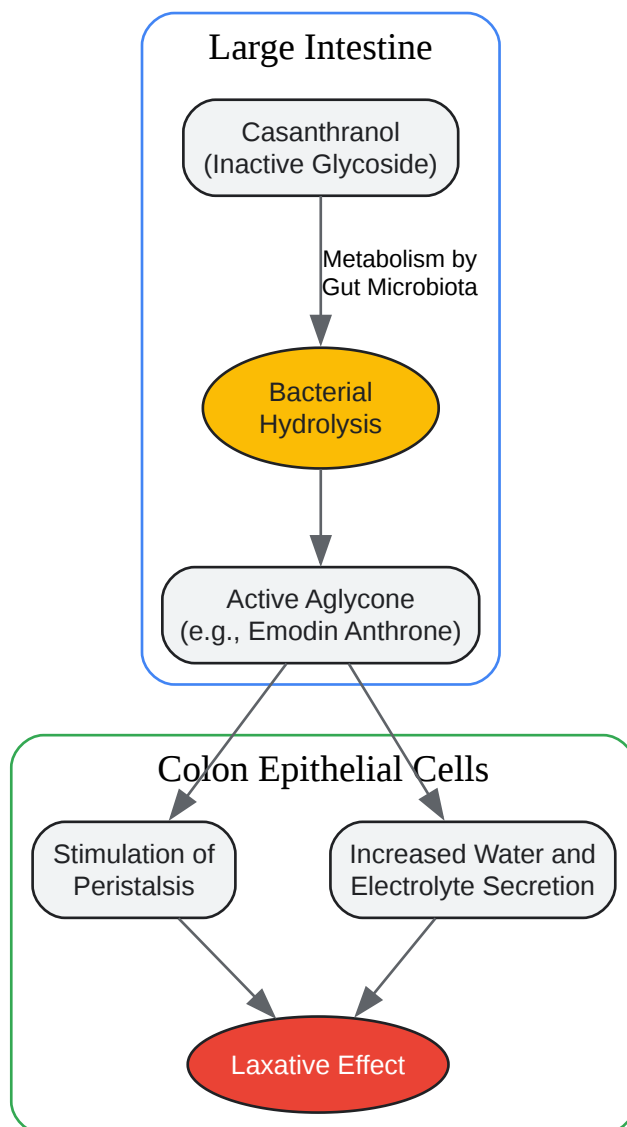 Large Intestine
Casanthranol
(Inactive Glycoside)
Metabolism by
Gut Microbiota
Bacterial
Hydrolysis
Active Aglycone
(e.g., Emodin Anthrone)
Colon Epithelial Cells
Stimulation of
Peristalsis
Increased Water and
Electrolyte Secretion
Laxative Effect